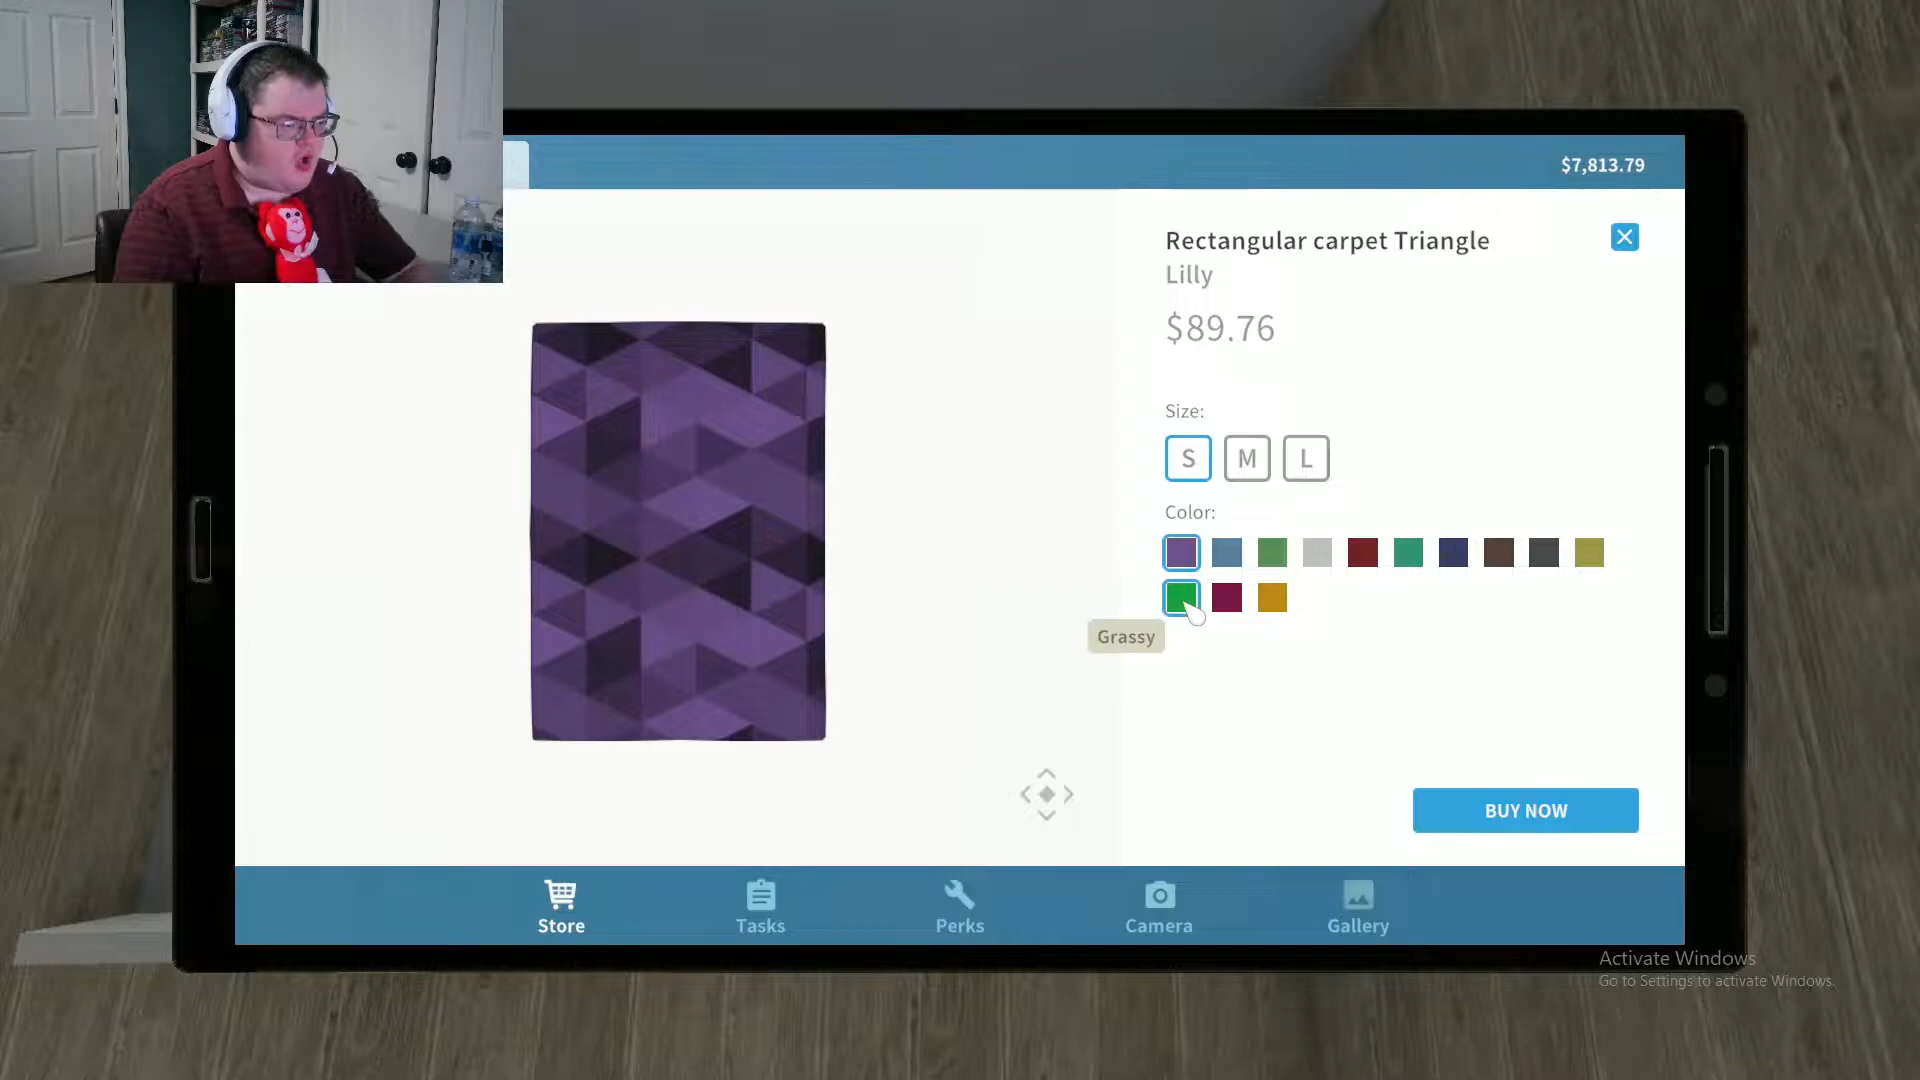 $7,813.79
Rectangular carpet Triangle
Lilly
$89.76
Size:
S M L
Color:
Grassy
BUY NOW
Store Tasks Perks Camera Gallery
Activate Windows
Go to Settings to activate Windows.